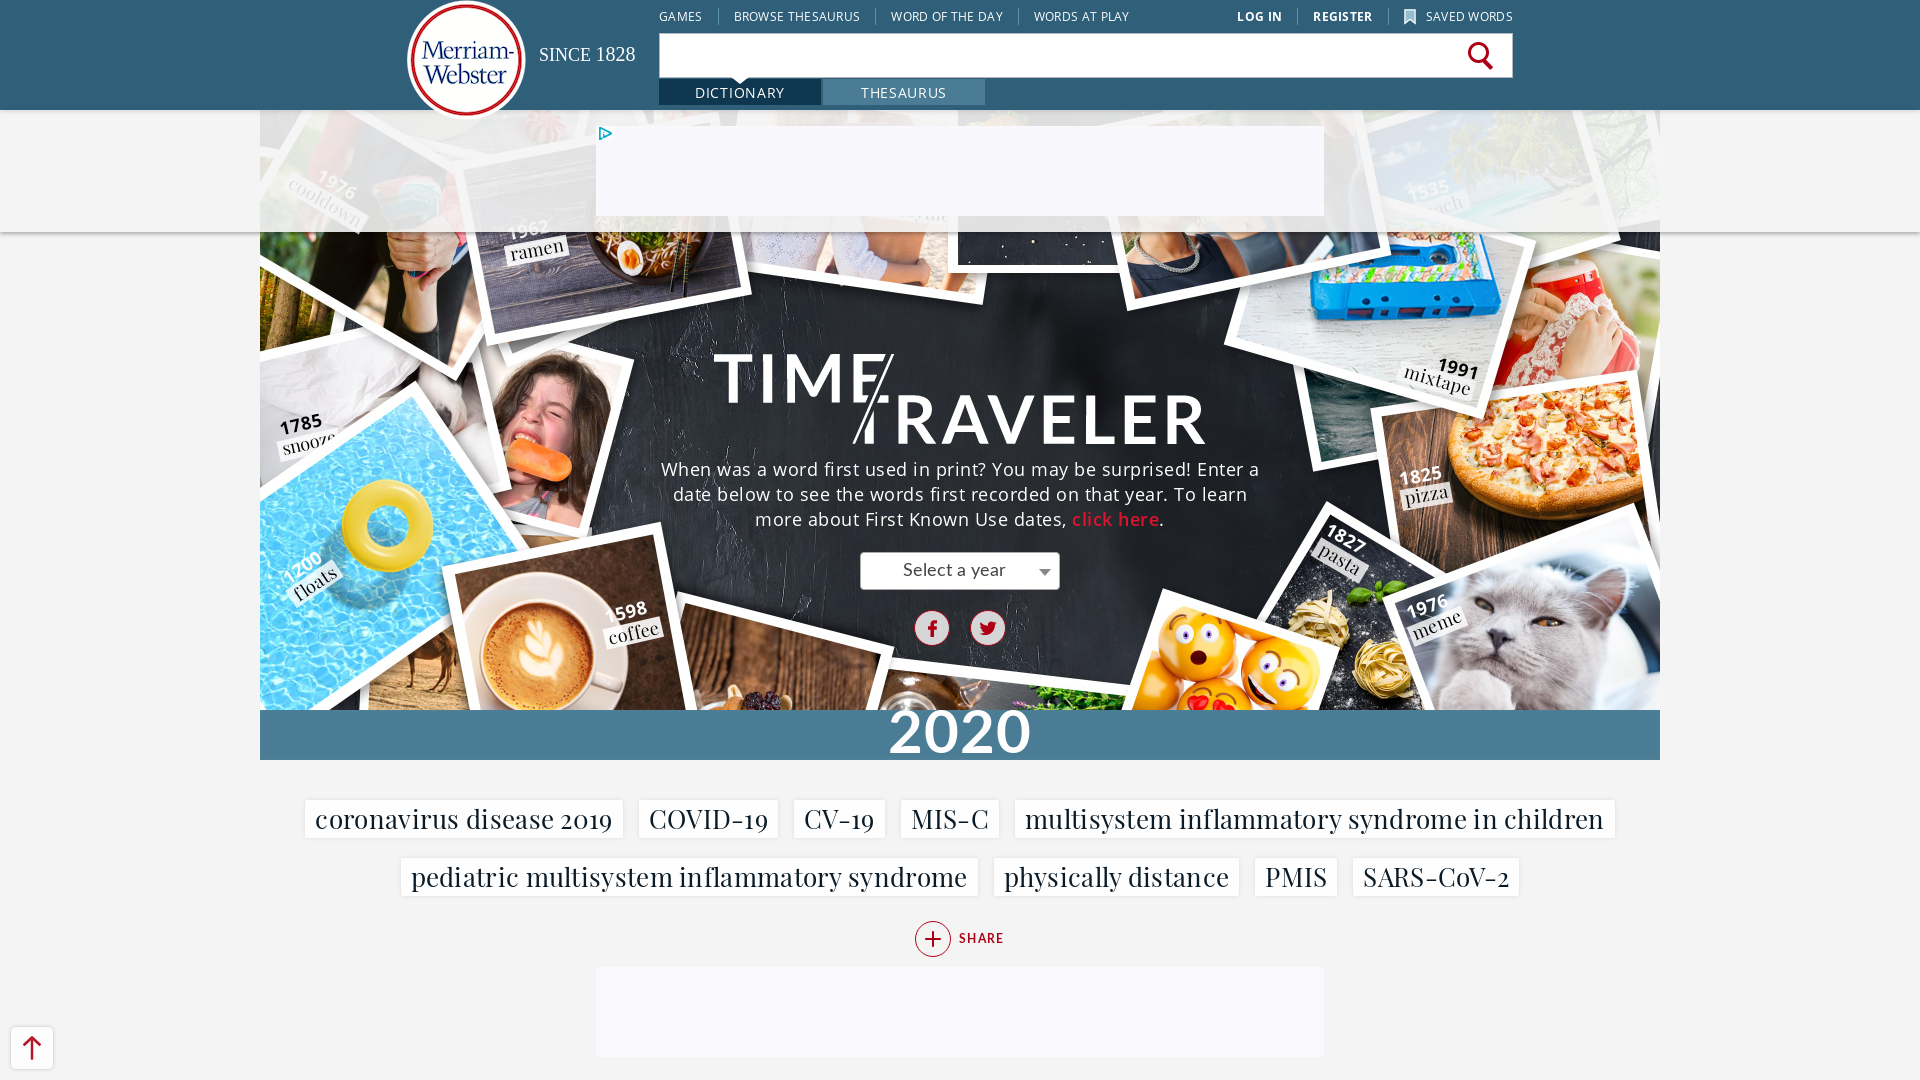 GAMES
BROWSE THESAURUS
WORD OF THE DAY
WORDS AT PLAY
LOG IN
REGISTER
SAVED WORDS
Merriam-
Webster
SINCE 1828
DICTIONARY
THESAURUS
1976
cooldown
1962
ramen
1535
1991
mixtape
1785
snooze
1825
pizza
1200
floats
1598
coffee
1827
pasta
1976
meme
TIME
TRAVELER
When was a word first used in print? You may be surprised! Enter a
date below to see the words first recorded on that year. To learn
more about First Known Use dates, click here.
Select a year
2020
coronavirus disease 2019
COVID-19
CV-19
MIS-C
multisystem inflammatory syndrome in children
pediatric multisystem inflammatory syndrome
physically distance
PMIS
SARS-CoV-2
SHARE